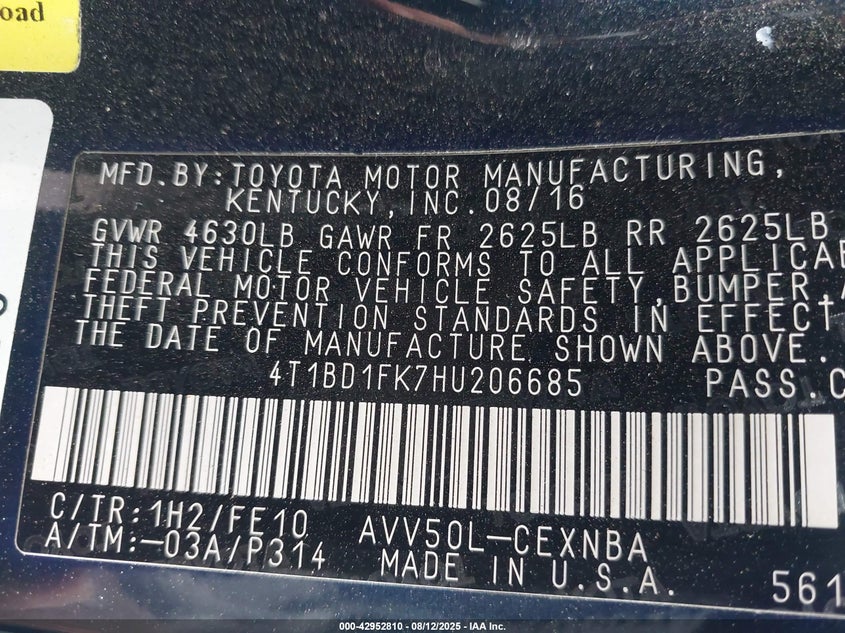 oad
MFD.BY:TOYOTA MOTOR MANUFACTURING,
KENTUCKY,INC.08/16
GVWR 4630LB GAWR FR 2625LB RR 2625LB
THIS VEHICLE CONFORMS TO ALL APPLICAB
FEDERAL MOTOR VEHICLE SAFETY,BUMPER,A
THEFT PREVENTION STANDARDS IN EFFECT
THE DATE OF MANUFACTURE SHOWN ABOVE.
4T1BD1FK7HU206685 PASS.C
C/TR:1H2/FE10 AVV50L-CEXNBA
A/TM:-03A/P314 MADE IN U.S.A. 561
000-42952810 - 08/12/2025 - IAA Inc.